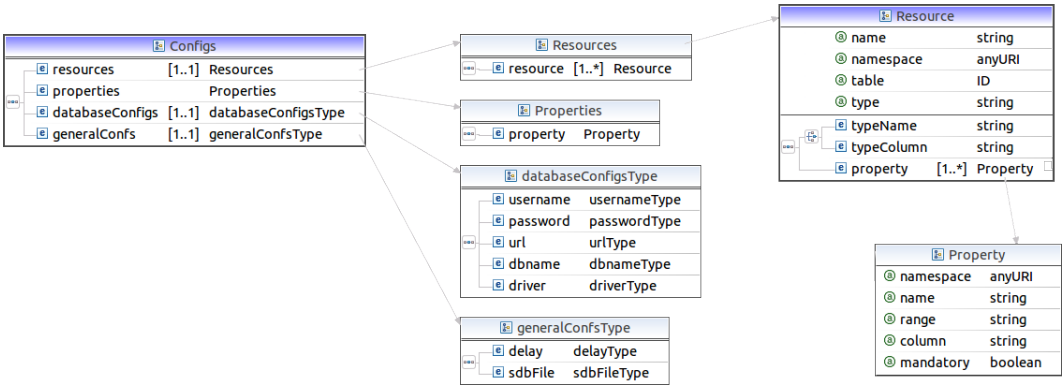 Configs
resources [1..1] Resources
properties Properties
databaseConfigs [1..1] databaseConfigsType
generalConfs [1..1] generalConfsType
Resources
resource [1..*] Resource
Properties
property Property
databaseConfigsType
username usernameType
password passwordType
url urlType
dbname dbnameType
driver driverType
generalConfsType
delay delayType
sdbFile sdbFileType
Resource
a name string
a namespace anyURI
a table ID
a type string
e typeName string
e typeColumn string
e property [1..*] Property
Property
a namespace anyURI
a name string
a range string
a column string
a mandatory boolean